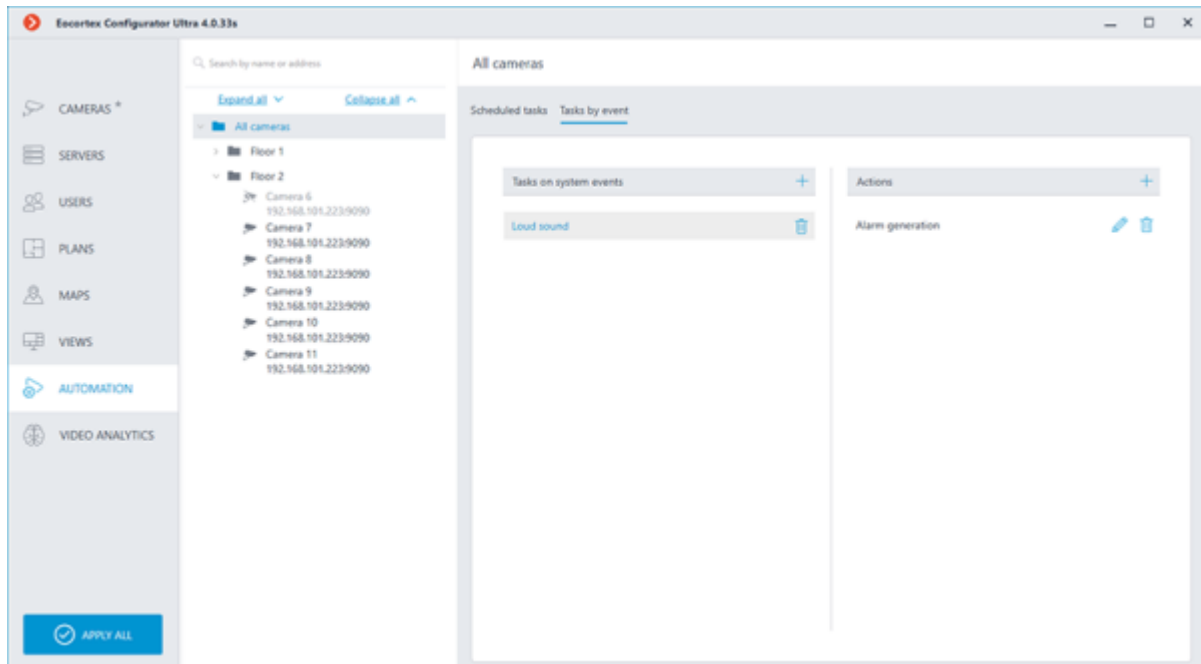 Eocortex Configurator Ultra 4.0.33s
CAMERAS *
SERVERS
USERS
PLANS
MAPS
VIEWS
AUTOMATION
VIDEO ANALYTICS
APPLY ALL
Search by name or address
Expand all Collapse all
All cameras
Floor 1
Floor 2
Camera 6
192.168.101.223:9090
Camera 7
192.168.101.223:9090
Camera 8
192.168.101.223:9090
Camera 9
192.168.101.223:9090
Camera 10
192.168.101.223:9090
Camera 11
192.168.101.223:9090
All cameras
Scheduled tasks Tasks by event
Tasks on system events
Loud sound
Actions
Alarm generation